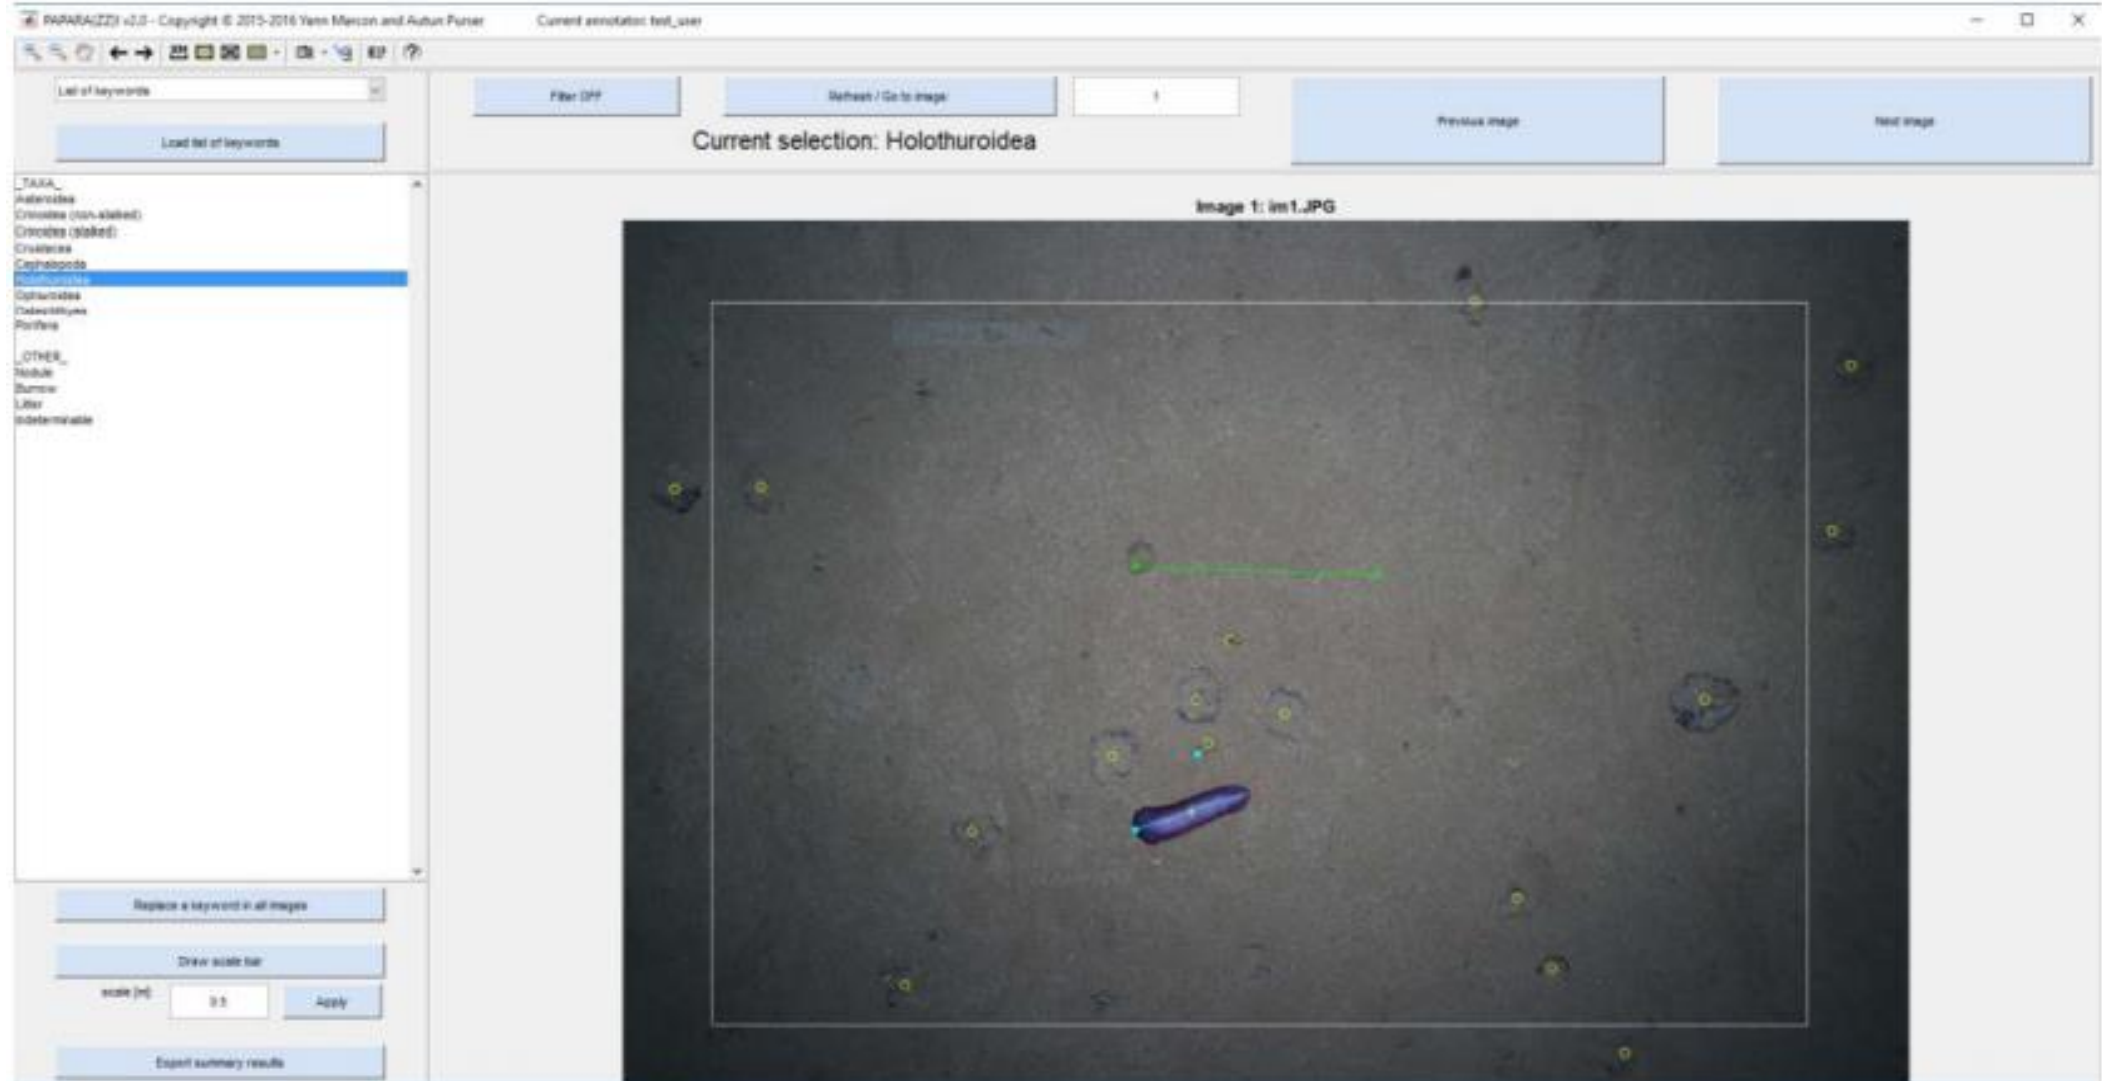 PAPARA(ZZ)I v2.0 - Copyright © 2015-2016 Yann Marcon and Autun Purser
Current annotator: test_user
List of keywords
Load list of keywords
Filter OFF
Refresh / Go to image
1
Previous image
Next image
Current selection: Holothuroidea
_TAXA_
Asteroidea
Crinoidea (non-stalked)
Crinoidea (stalked)
Crustacea
Cephalopoda
Holothuroidea
Ophiuroidea
Osteichthyes
Porifera
_OTHER_
Nodule
Burrow
Litter
Indeterminable
Image 1: im1.JPG
Replace a keyword in all images
Draw scale bar
scale [m]
0.5
Apply
Export summary results